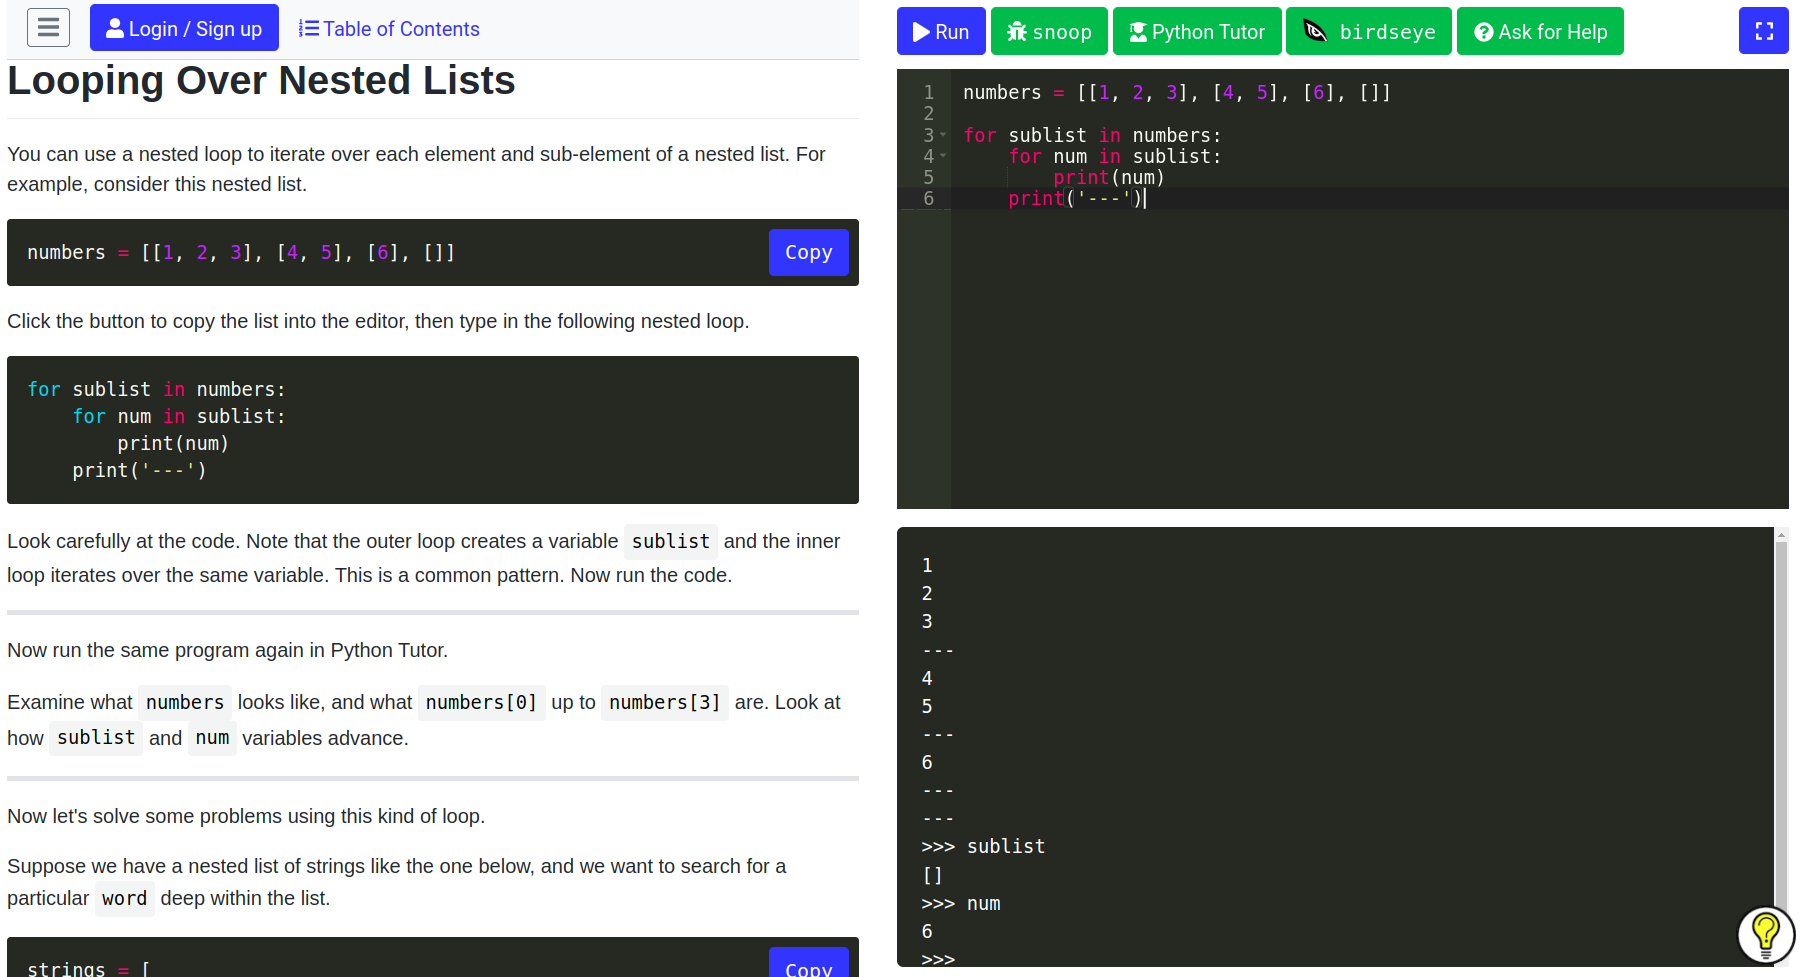 Login / Sign up
Table of Contents
Looping Over Nested Lists
You can use a nested loop to iterate over each element and sub-element of a nested list. For
example, consider this nested list.
numbers = [[1, 2, 3], [4, 5], [6], []]
Copy
Click the button to copy the list into the editor, then type in the following nested loop.
for sublist in numbers:
    for num in sublist:
        print(num)
    print('---')
Look carefully at the code. Note that the outer loop creates a variable sublist and the inner
loop iterates over the same variable. This is a common pattern. Now run the code.
Now run the same program again in Python Tutor.
Examine what numbers looks like, and what numbers[0] up to numbers[3] are. Look at
how sublist and num variables advance.
Now let's solve some problems using this kind of loop.
Suppose we have a nested list of strings like the one below, and we want to search for a
particular word deep within the list.
strings = [
Copy
Run
snoop
Python Tutor
birdseye
Ask for Help
1 numbers = [[1, 2, 3], [4, 5], [6], []]
2
3 for sublist in numbers:
4     for num in sublist:
5         print(num)
6     print('---')
1
2
3
---
4
5
---
6
---
---
>>> sublist
[]
>>> num
6
>>>